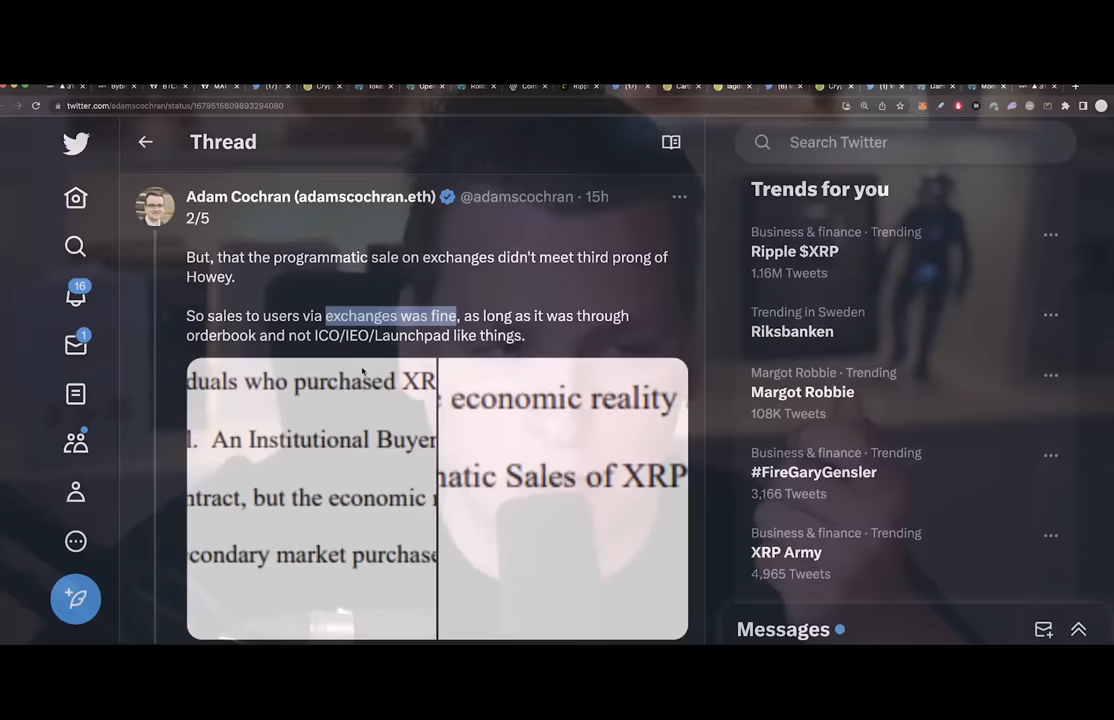 twitter.com/adamscochran/status/1679515809893294080
Thread
Search Twitter
Adam Cochran (adamscochran.eth) @adamscochran · 15h
2/5
But, that the programmatic sale on exchanges didn't meet third prong of
Howey.
So sales to users via exchanges was fine, as long as it was through
orderbook and not ICO/IEO/Launchpad like things.
duals who purchased XR
l. An Institutional Buyer
ntract, but the economic
condary market purchase
economic reality
matic Sales of XRP
16
1
Trends for you
Business & finance · Trending
Ripple $XRP
1.16M Tweets
Trending in Sweden
Riksbanken
Margot Robbie · Trending
Margot Robbie
108K Tweets
Business & finance · Trending
#FireGaryGensler
3,166 Tweets
Business & finance · Trending
XRP Army
4,965 Tweets
Messages